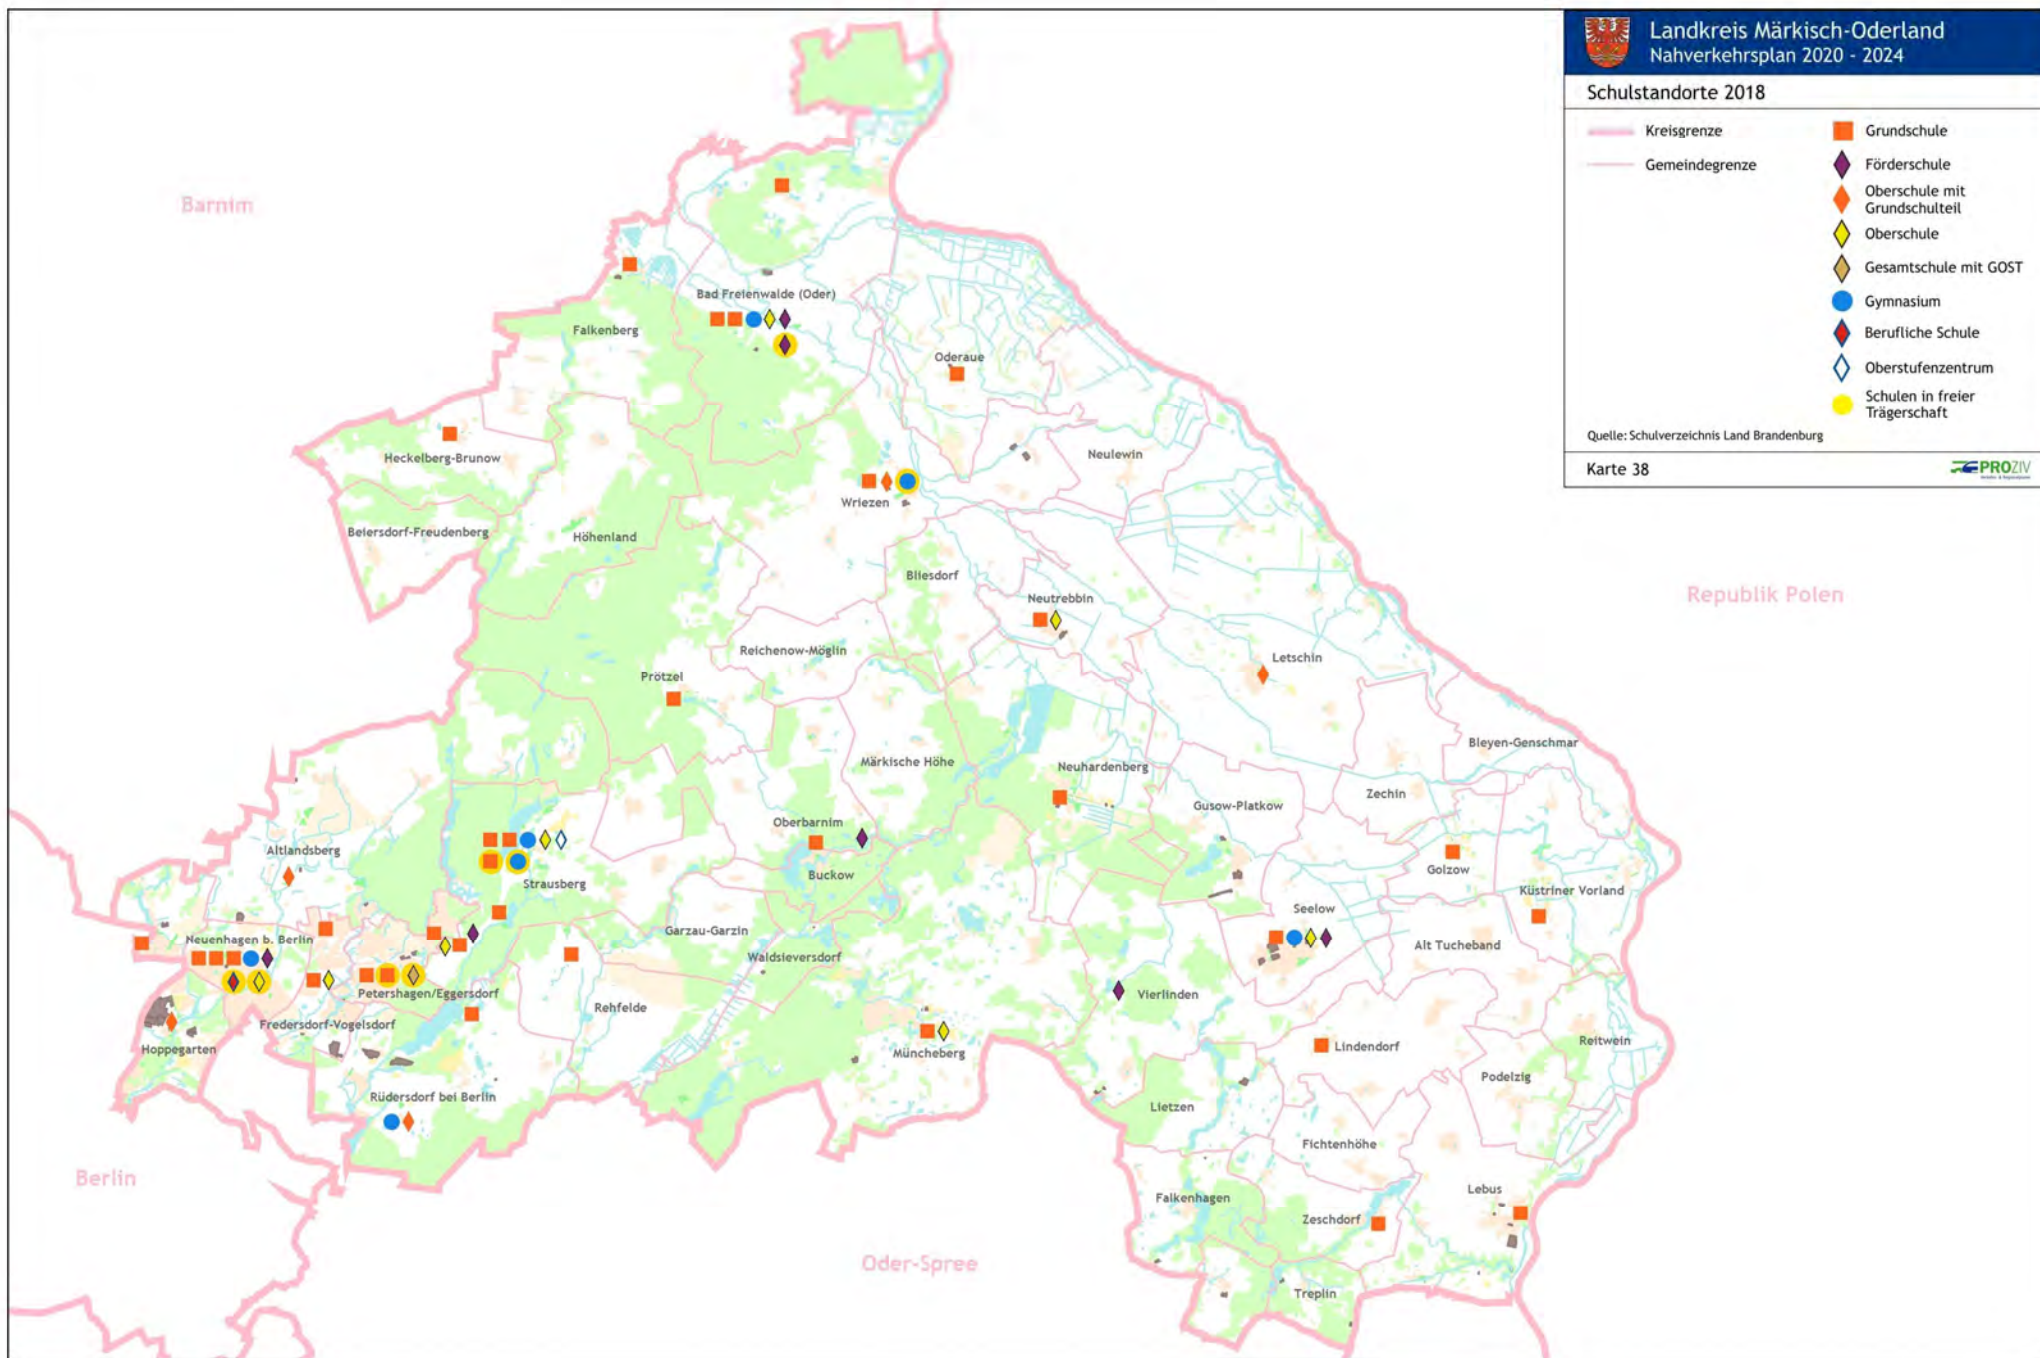 Landkreis Märkisch-Oderland
Nahverkehrsplan 2020 - 2024
Schulstandorte 2018
Kreisgrenze
Gemeindegrenze
Grundschule
Förderschule
Oberschule mit
Grundschulteil
Oberschule
Gesamtschule mit GOST
Gymnasium
Berufliche Schule
Oberstufenzentrum
Schulen in freier
Trägerschaft
Quelle: Schulverzeichnis Land Brandenburg
Karte 38
PROZIV
Barnim
Bad Freienwalde (Oder)
Falkenberg
Oderaue
Heckelberg-Brunow
Neulewin
Wriezen
Beiersdorf-Freudenberg
Höhenland
Bliesdorf
Republik Polen
Neutrebbin
Reichenow-Möglin
Letschin
Prötzel
Bleyen-Genschmar
Märkische Höhe
Neuhardenberg
Zechin
Gusow-Platkow
Oberbarnim
Altlandsberg
Golzow
Buckow
Strausberg
Küstriner Vorland
Seelow
Garzau-Garzin
Neuenhagen b. Berlin
Alt Tucheband
Waldsieversdorf
Petershagen/Eggersdorf
Vierlinden
Rehfelde
Fredersdorf-Vogelsdorf
Reitwein
Lindendorf
Hoppegarten
Müncheberg
Podelzig
Rüdersdorf bei Berlin
Lietzen
Fichtenhöhe
Berlin
Lebus
Falkenhagen
Zeschdorf
Oder-Spree
Treplin